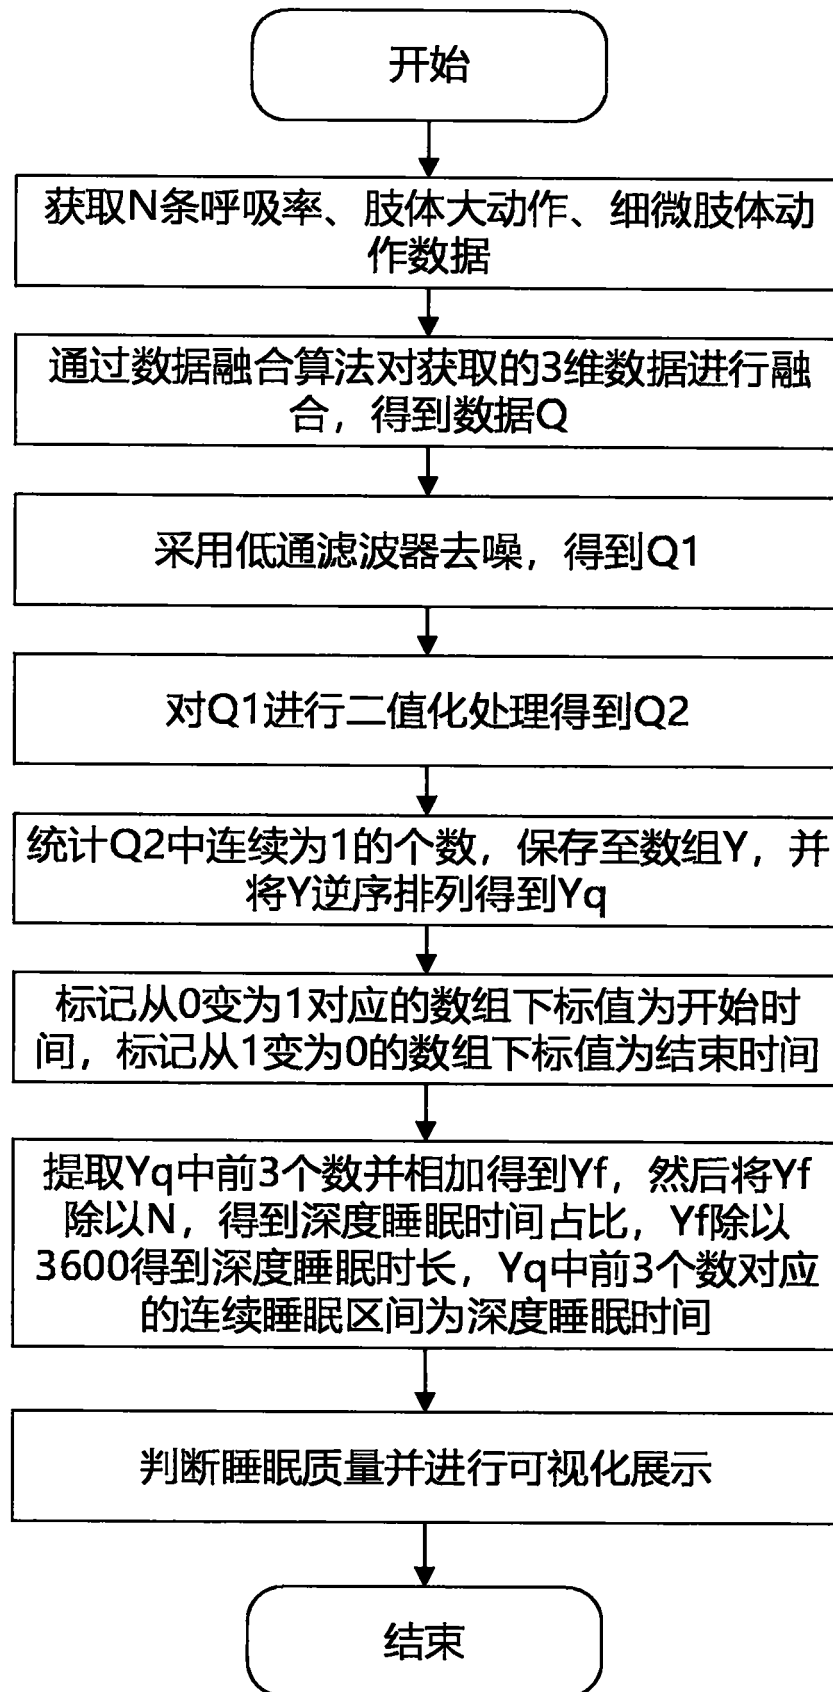 开始
获取N条呼吸率、肢体大动作、细微肢体动
作数据
通过数据融合算法对获取的3维数据进行融
合，得到数据Q
采用低通滤波器去噪，得到Q1
对Q1进行二值化处理得到Q2
统计Q2中连续为1的个数，保存至数组Y，并
将Y逆序排列得到Yq
标记从0变为1对应的数组下标值为开始时
间，标记从1变为0的数组下标值为结束时间
提取Yq中前3个数并相加得到Yf，然后将Yf
除以N，得到深度睡眠时间占比，Yf除以
3600得到深度睡眠时长，Yq中前3个数对应
的连续睡眠区间为深度睡眠时间
判断睡眠质量并进行可视化展示
结束